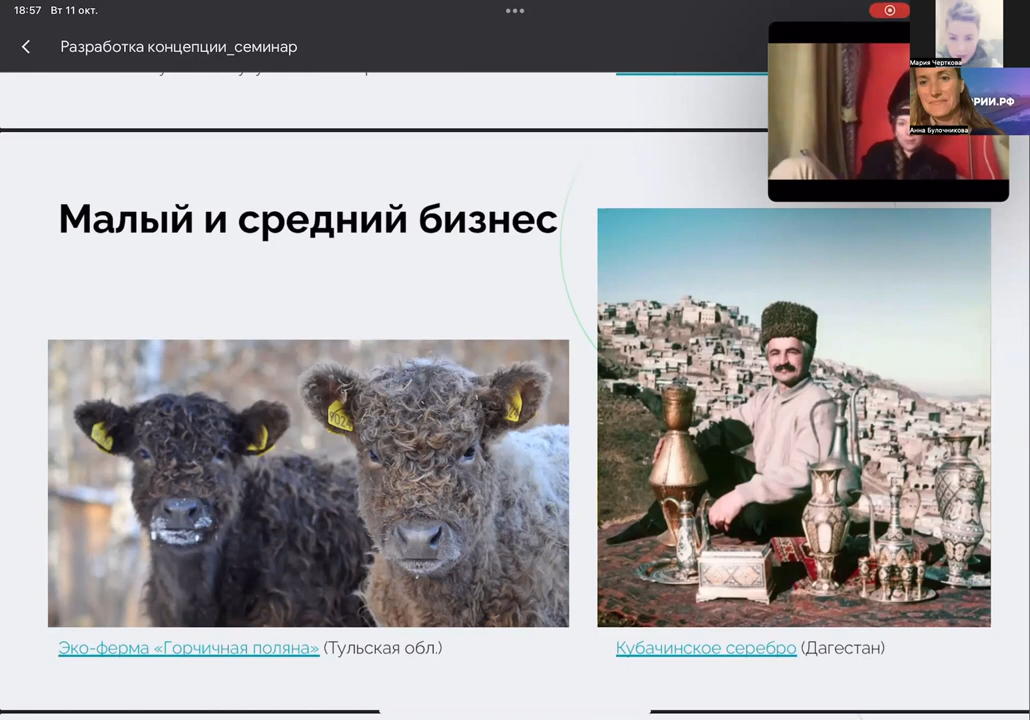 18:57 Вт 11 окт.
Разработка концепции_семинар
Мария Черткова
РИИ.РФ
Анна Булочникова
Малый и средний бизнес
Эко-ферма «Горчичная поляна» (Тульская обл.)
Кубачинское серебро (Дагестан)